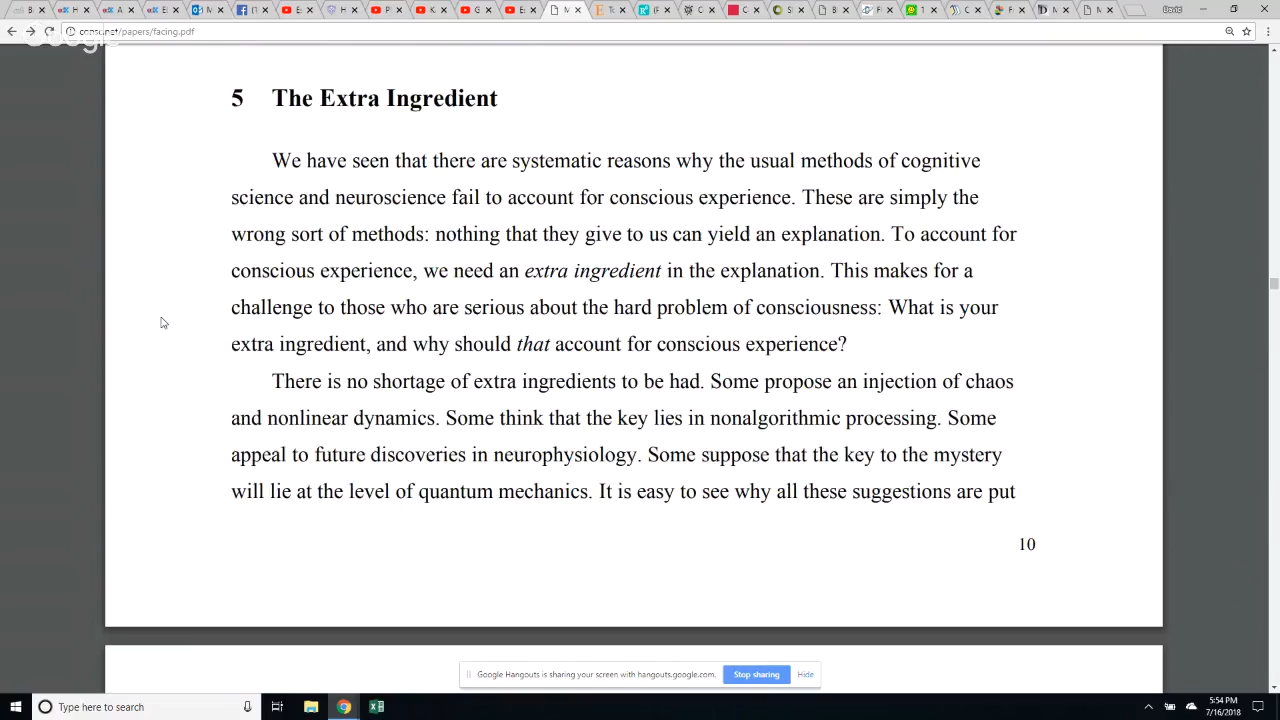 consc.net/papers/facing.pdf
5 The Extra Ingredient
We have seen that there are systematic reasons why the usual methods of cognitive
science and neuroscience fail to account for conscious experience. These are simply the
wrong sort of methods: nothing that they give to us can yield an explanation. To account for
conscious experience, we need an extra ingredient in the explanation. This makes for a
challenge to those who are serious about the hard problem of consciousness: What is your
extra ingredient, and why should that account for conscious experience?
There is no shortage of extra ingredients to be had. Some propose an injection of chaos
and nonlinear dynamics. Some think that the key lies in nonalgorithmic processing. Some
appeal to future discoveries in neurophysiology. Some suppose that the key to the mystery
will lie at the level of quantum mechanics. It is easy to see why all these suggestions are put
10
Google Hangouts is sharing your screen with hangouts.google.com. Stop sharing Hide
Type here to search
5:54 PM
7/16/2018